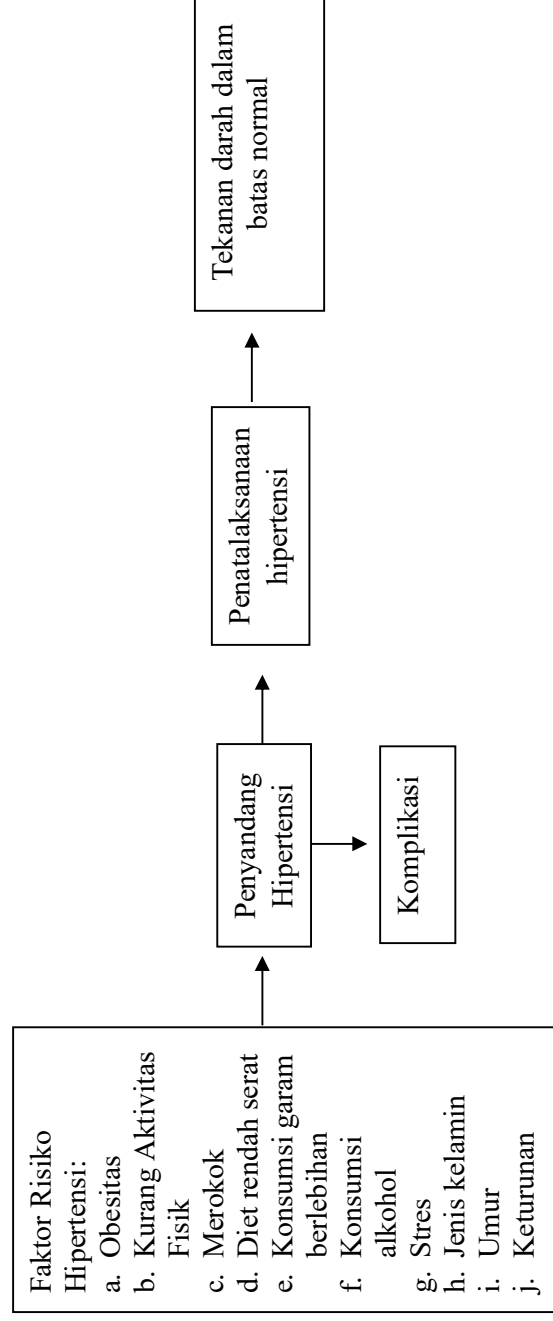 Faktor Risiko
Hipertensi:
a. Obesitas
b. Kurang Aktivitas
Fisik
c. Merokok
d. Diet rendah serat
e. Konsumsi garam
berlebihan
f. Konsumsi
alkohol
g. Stres
h. Jenis kelamin
i. Umur
j. Keturunan
Penyandang
Hipertensi
Komplikasi
Penatalaksanaan
hipertensi
Tekanan darah dalam
batas normal